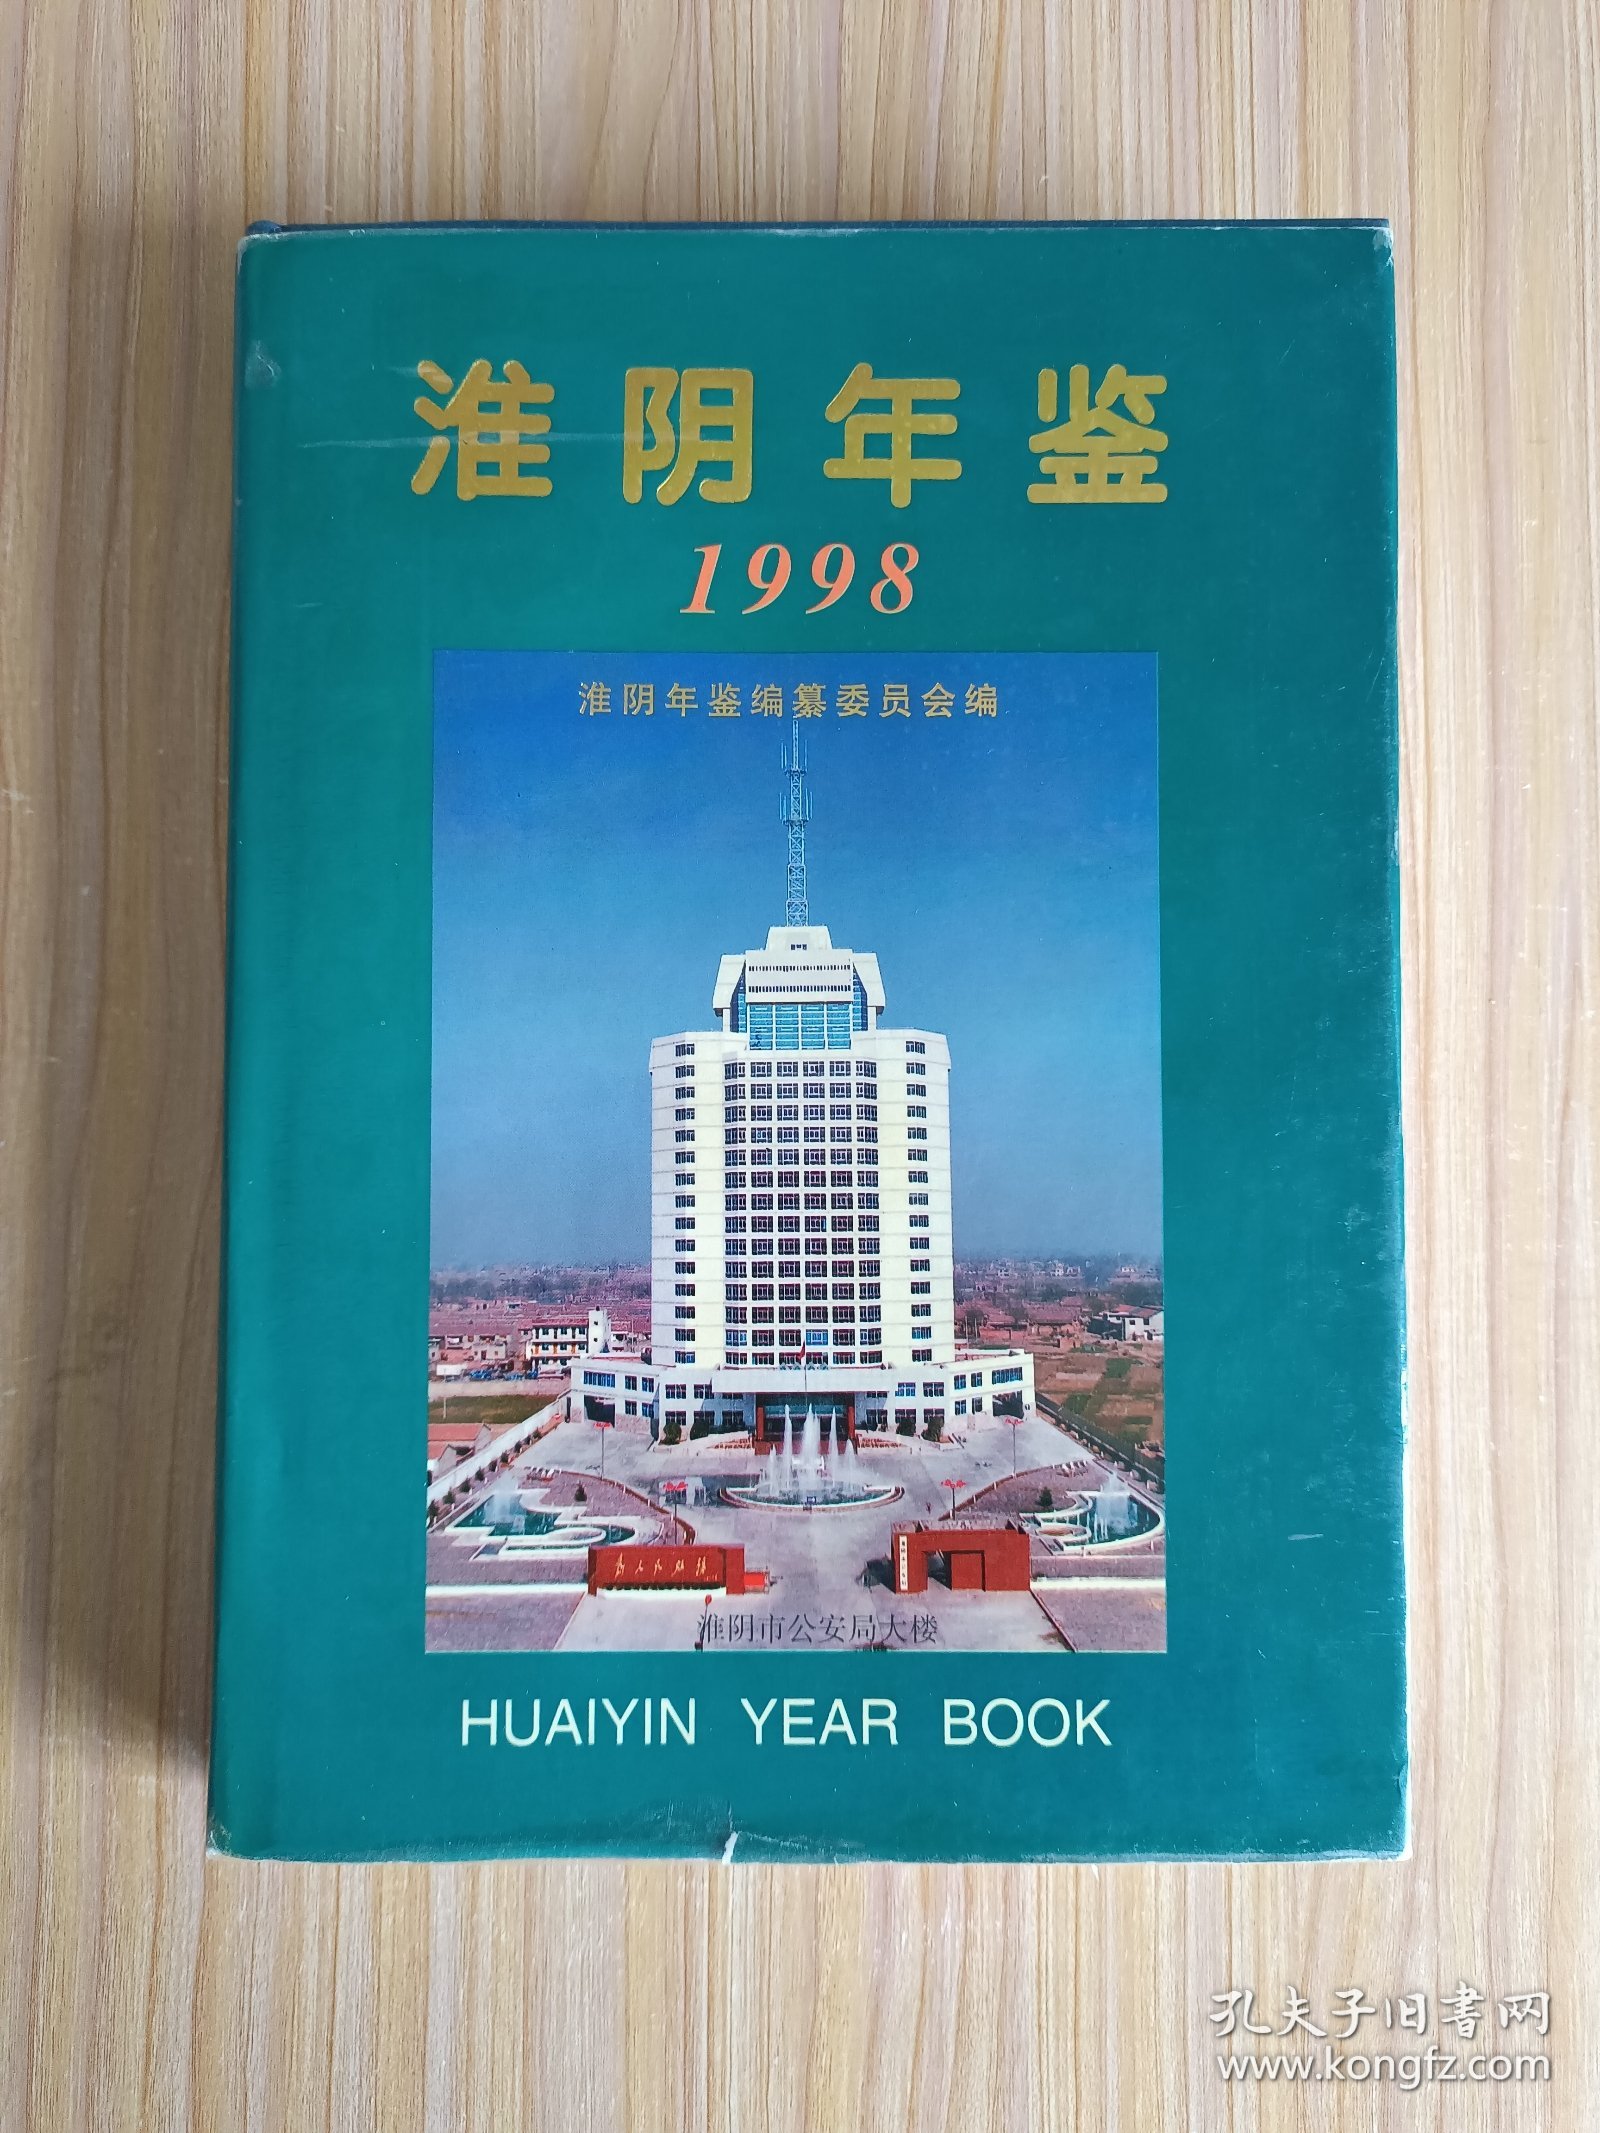 淮阴年鉴
1998
淮阴年鉴编纂委员会编
淮阴市公安局大楼
HUAIYIN YEAR BOOK
孔夫子旧书网
www.kongfz.com